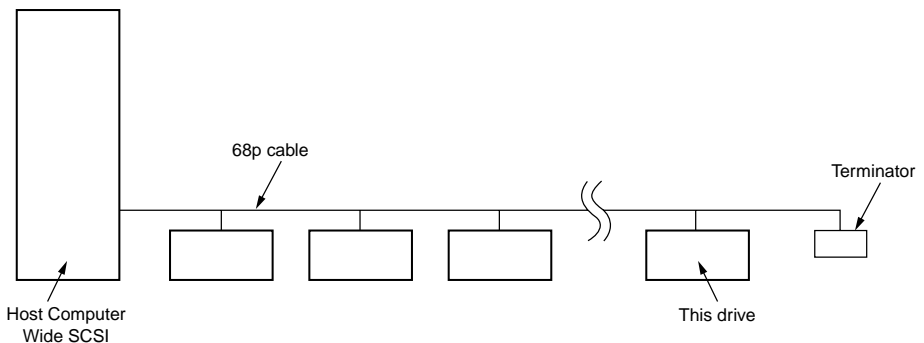 68p cable
Terminator
Host Computer
Wide SCSI
This drive